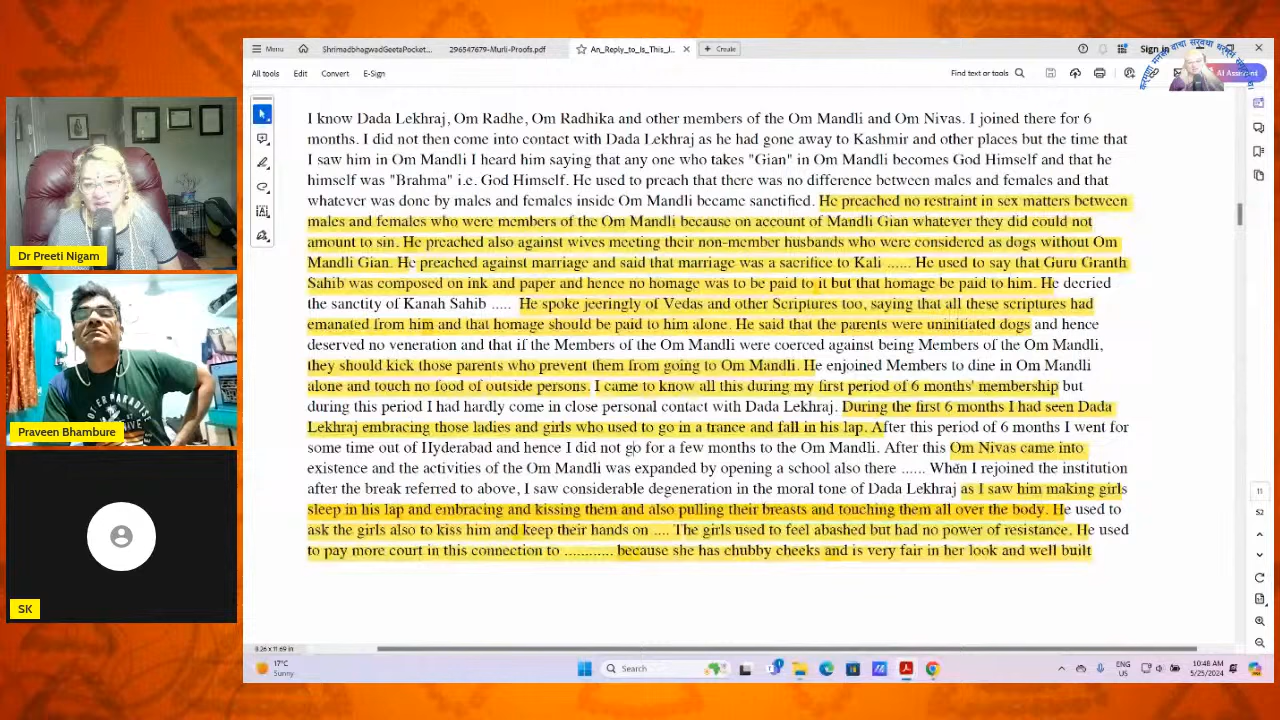 Menu
ShrimadbhagwadGeetaPocket...
296547679-Murli-Proofs.pdf
An_Reply_to_Is_This_J...
Create
Sign in
All tools
Edit
Convert
E-Sign
Find text or tools
AI Assistant
I know Dada Lekhraj, Om Radhe, Om Radhika and other members of the Om Mandli and Om Nivas. I joined there for 6
months. I did not then come into contact with Dada Lekhraj as he had gone away to Kashmir and other places but the time that
I saw him in Om Mandli I heard him saying that any one who takes "Gian" in Om Mandli becomes God Himself and that he
himself was "Brahma" i.e. God Himself. He used to preach that there was no difference between males and females and that
whatever was done by males and females inside Om Mandli became sanctified. He preached no restraint in sex matters between
males and females who were members of the Om Mandli because on account of Mandli Gian whatever they did could not
amount to sin. He preached also against wives meeting their non-member husbands who were considered as dogs without Om
Mandli Gian. He preached against marriage and said that marriage was a sacrifice to Kali ...... He used to say that Guru Granth
Sahib was composed on ink and paper and hence no homage was to be paid to it but that homage be paid to him. He decried
the sanctity of Kanah Sahib ..... He spoke jeeringly of Vedas and other Scriptures too, saying that all these scriptures had
emanated from him and that homage should be paid to him alone. He said that the parents were uninitiated dogs and hence
deserved no veneration and that if the Members of the Om Mandli were coerced against being Members of the Om Mandli,
they should kick those parents who prevent them from going to Om Mandli. He enjoined Members to dine in Om Mandli
alone and touch no food of outside persons. I came to know all this during my first period of 6 months' membership but
during this period I had hardly come in close personal contact with Dada Lekhraj. During the first 6 months I had seen Dada
Lekhraj embracing those ladies and girls who used to go in a trance and fall in his lap. After this period of 6 months I went for
some time out of Hyderabad and hence I did not go for a few months to the Om Mandli. After this Om Nivas came into
existence and the activities of the Om Mandli was expanded by opening a school also there ...... When I rejoined the institution
after the break referred to above, I saw considerable degeneration in the moral tone of Dada Lekhraj as I saw him making girls
sleep in his lap and embracing and kissing them and also pulling their breasts and touching them all over the body. He used to
ask the girls also to kiss him and keep their hands on .... The girls used to feel abashed but had no power of resistance. He used
to pay more court in this connection to ............ because she has chubby cheeks and is very fair in her look and well built
Dr Preeti Nigam
Praveen Bhambure
SK
11
52
8.26 x 11.69 in
17°C
Sunny
Search
ENG
US
10:48 AM
5/25/2024